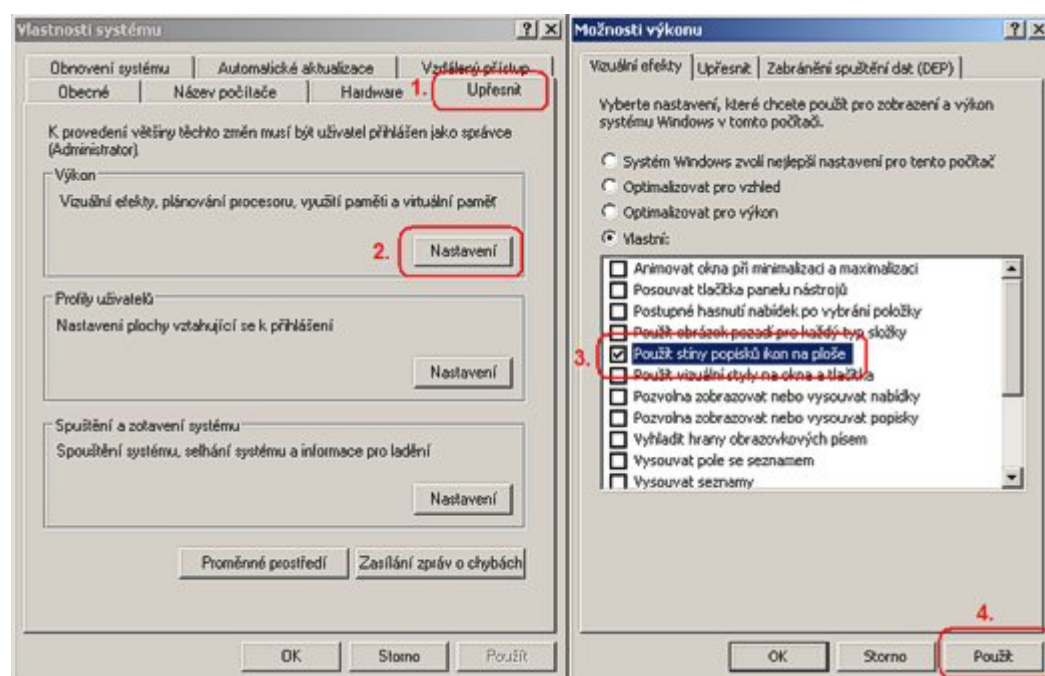 Vlastnosti systému
Obnovení systému
Automatické aktualizace
Vzdálený přístup
Obecné
Název počítače
Hardware
1.
Upřesnit
K provedení většiny těchto změn musí být uživatel přihlášen jako správce
(Administrator).
Výkon
Vizuální efekty, plánování procesoru, využití paměti a virtuální paměť
2.
Nastavení
Profily uživatelů
Nastavení plochy vztahující se k přihlášení
Nastavení
Spuštění a zotavení systému
Spouštění systému, selhání systému a informace pro ladění
Nastavení
Proměnné prostředí
Zasílání zpráv o chybách
OK
Storno
Použít
Možnosti výkonu
Vizuální efekty
Upřesnit
Zabránění spuštění dat (DEP)
Vyberte nastavení, které chcete použít pro zobrazení a výkon
systému Windows v tomto počítači.
Systém Windows zvolí nejlepší nastavení pro tento počítač
Optimalizovat pro vzhled
Optimalizovat pro výkon
Vlastní:
Animovat okna při minimalizaci a maximalizaci
Posouvat tlačítka panelu nástrojů
Postupné hasnutí nabídek po vybrání položky
Použít obrázek pozadí pro každý typ složky
3.
Použít stíny popisků ikon na ploše
Použít vizuální styly na okna a tlačítka
Pozvolna zobrazovat nebo vysouvat nabídky
Pozvolna zobrazovat nebo vysouvat popisky
Vyhladit hrany obrazovkových písem
Vysouvat pole se seznamem
Vysouvat seznamy
4.
OK
Storno
Použít